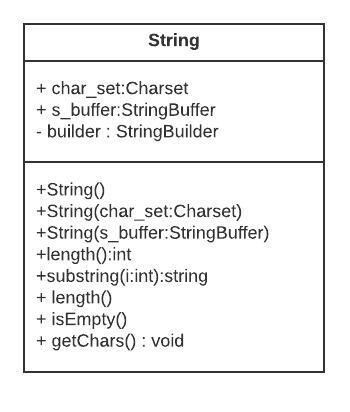 String
+ char_set:Charset
+ s_buffer:StringBuffer
- builder : StringBuilder
+String()
+String(char_set:Charset)
+String(s_buffer:StringBuffer)
+length():int
+substring(i:int):string
+ length()
+ isEmpty()
+ getChars() : void